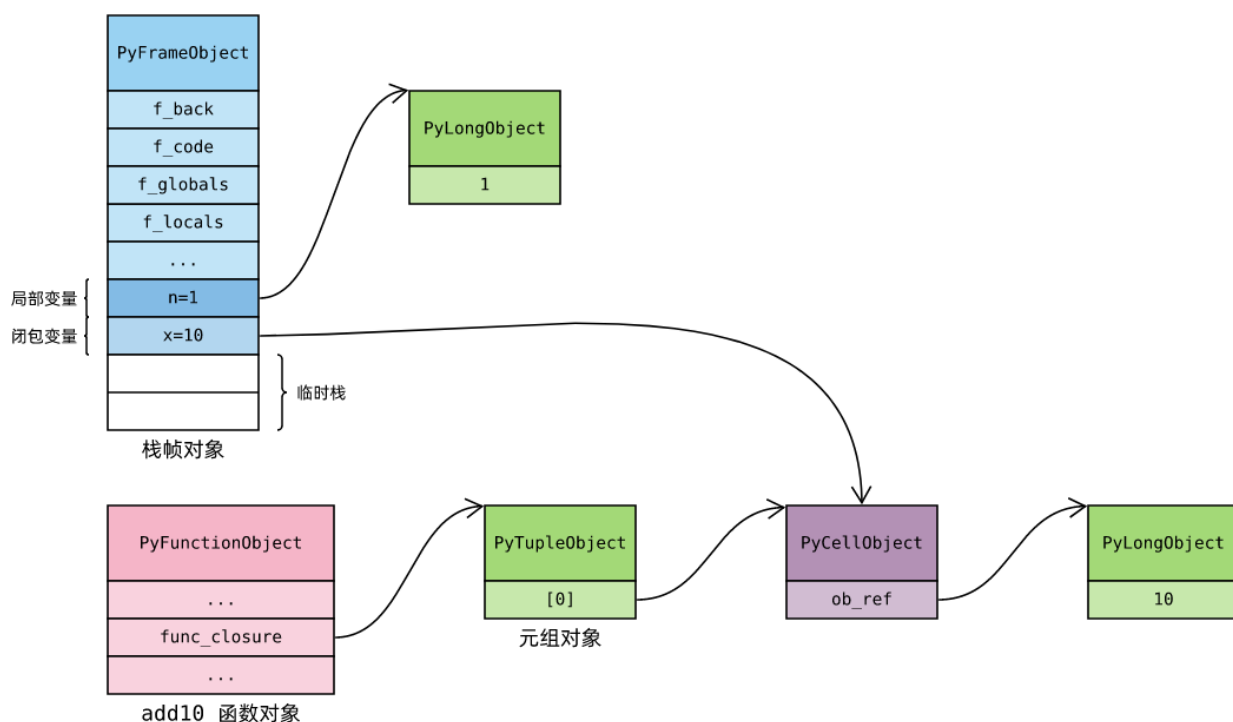 PyFrameObject
f_back
f_code
f_globals
f_locals
...
局部变量
n=1
闭包变量
x=10
临时栈
栈帧对象
PyLongObject
1
PyFunctionObject
...
func_closure
...
add10 函数对象
PyTupleObject
[0]
元组对象
PyCellObject
ob_ref
PyLongObject
10